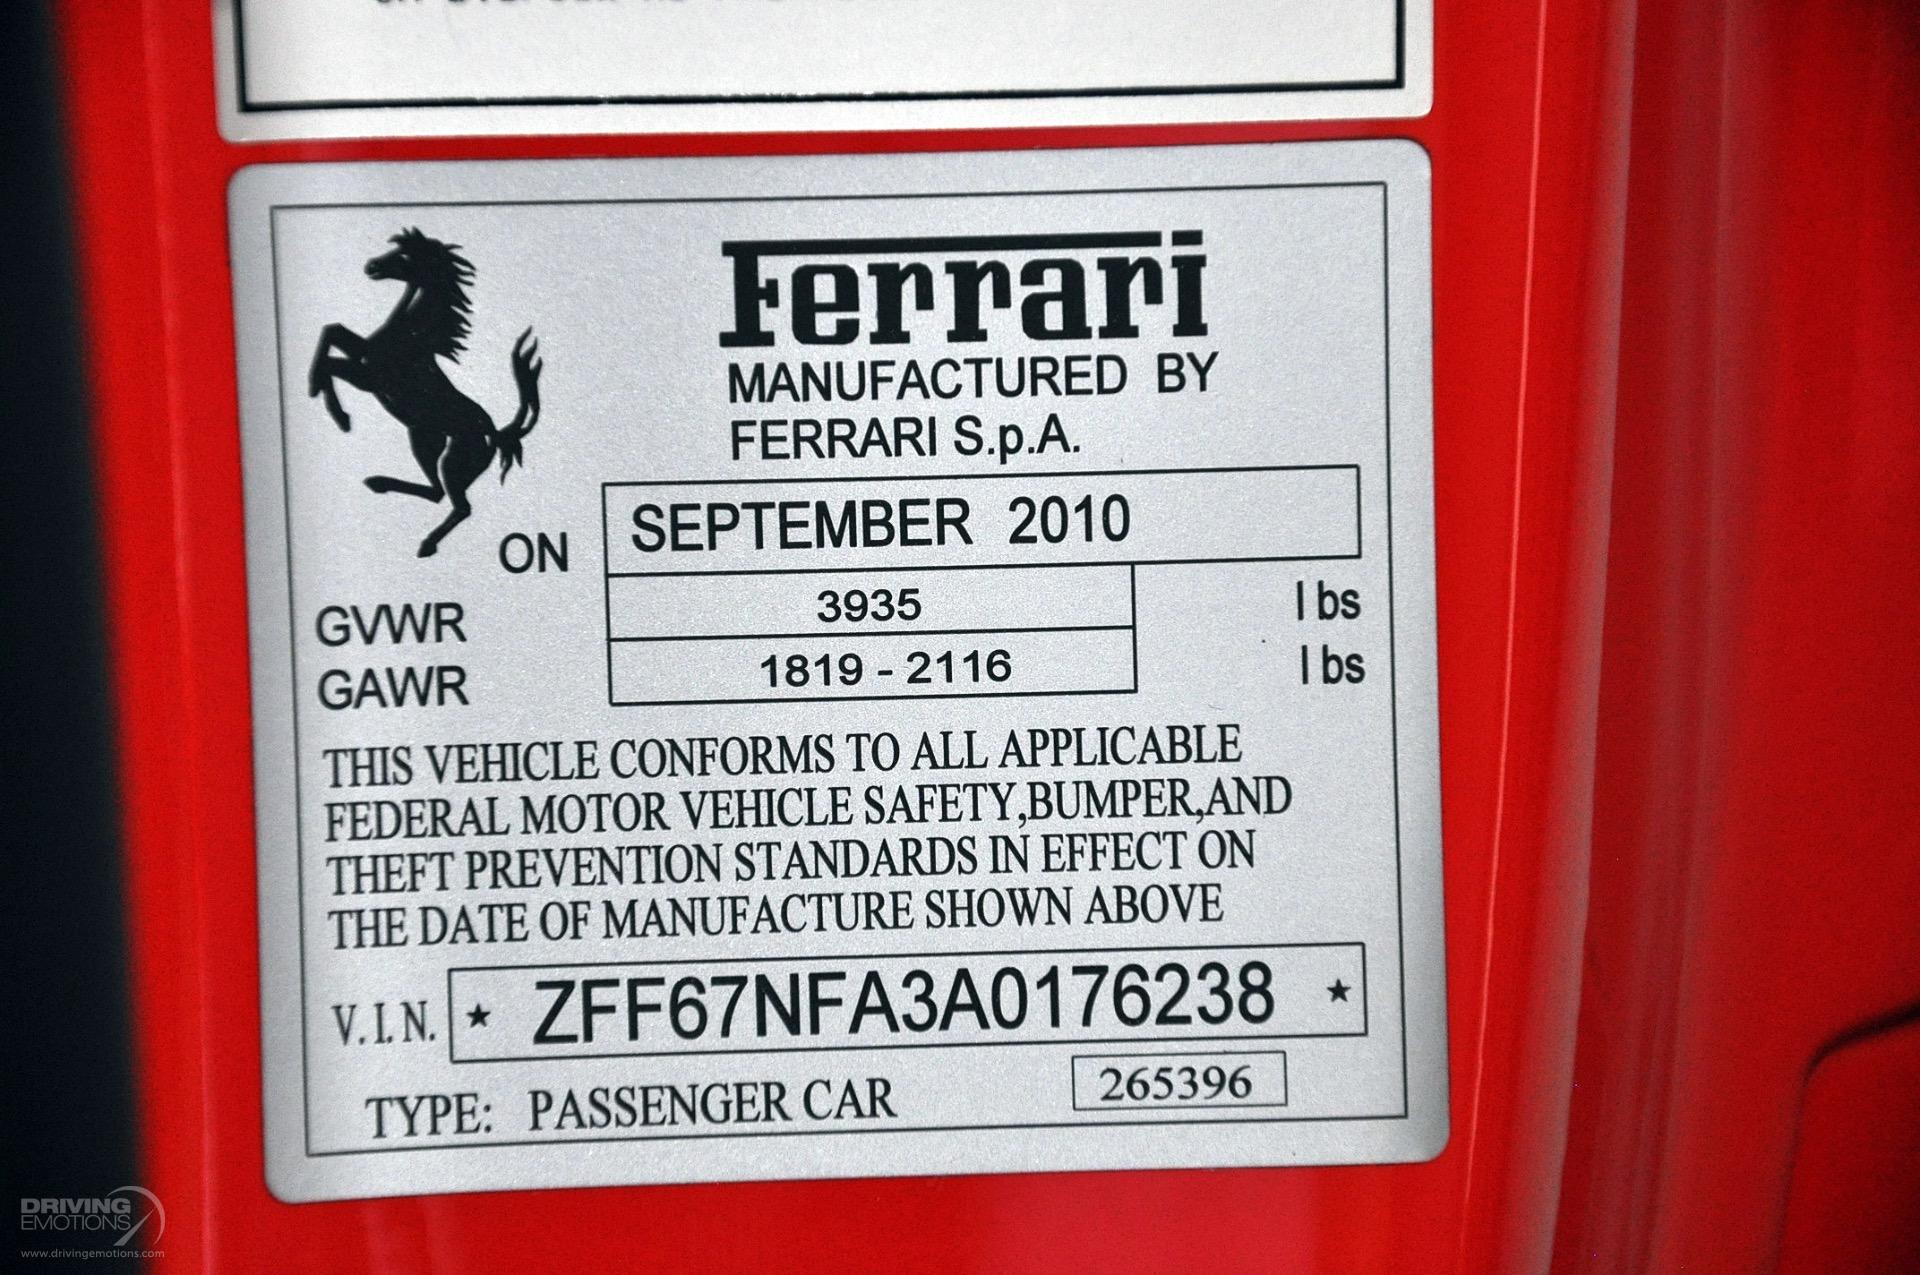 Ferrari
MANUFACTURED BY
FERRARI S.p.A.
ON SEPTEMBER 2010
GVWR 3935 lbs
GAWR 1819 - 2116 lbs
THIS VEHICLE CONFORMS TO ALL APPLICABLE
FEDERAL MOTOR VEHICLE SAFETY,BUMPER,AND
THEFT PREVENTION STANDARDS IN EFFECT ON
THE DATE OF MANUFACTURE SHOWN ABOVE
V.I.N. ★ ZFF67NFA3A0176238 ★
TYPE: PASSENGER CAR 265396
DRIVING
EMOTIONS
www.drivingemotions.com